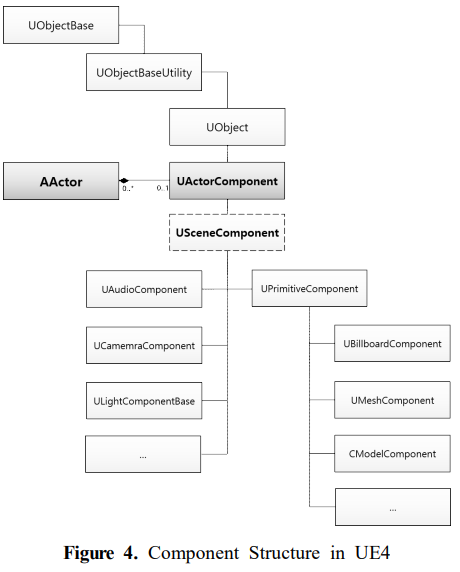 UObjectBase
UObjectBaseUtility
UObject
AActor
0..*
0..1
UActorComponent
USceneComponent
UAudioComponent
UPrimitiveComponent
UCamemraComponent
UBillboardComponent
ULightComponentBase
UMeshComponent
...
CModelComponent
...
Figure 4. Component Structure in UE4